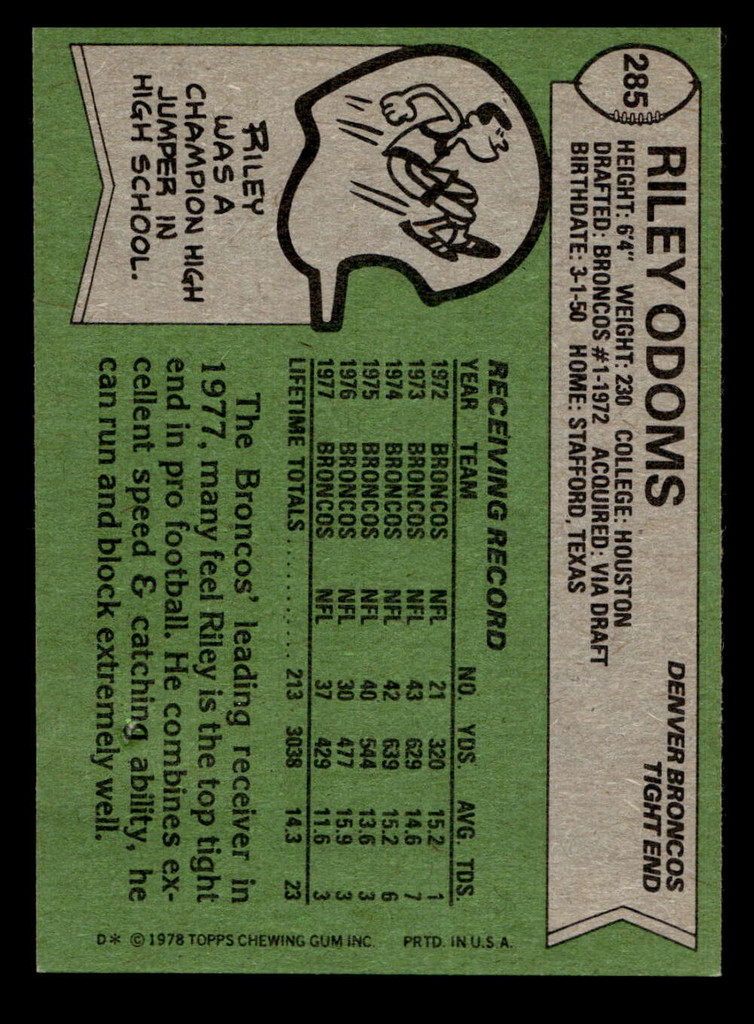 285
RILEY ODOMS
DENVER BRONCOS
TIGHT END
HEIGHT: 6'4" WEIGHT: 230 COLLEGE: HOUSTON
DRAFTED: BRONCOS #1-1972 ACQUIRED: VIA DRAFT
BIRTHDATE: 3-1-50 HOME: STAFFORD, TEXAS
RILEY
WAS A
CHAMPION HIGH
JUMPER IN
HIGH SCHOOL.
RECEIVING RECORD
YEAR TEAM NO. YDS. AVG. TDS.
1972 BRONCOS NFL 21 320 15.2 1
1973 BRONCOS NFL 43 629 14.6 7
1974 BRONCOS NFL 42 639 15.2 6
1975 BRONCOS NFL 40 544 13.6 3
1976 BRONCOS NFL 30 477 15.9 3
1977 BRONCOS NFL 37 429 11.6 3
LIFETIME TOTALS .......... 213 3038 14.3 23
The Broncos' leading receiver in
1977, many feel Riley is the top tight
end in pro football. He combines ex-
cellent speed & catching ability, he
can run and block extremely well.
D* © 1978 TOPPS CHEWING GUM INC. PRTD. IN U.S.A.